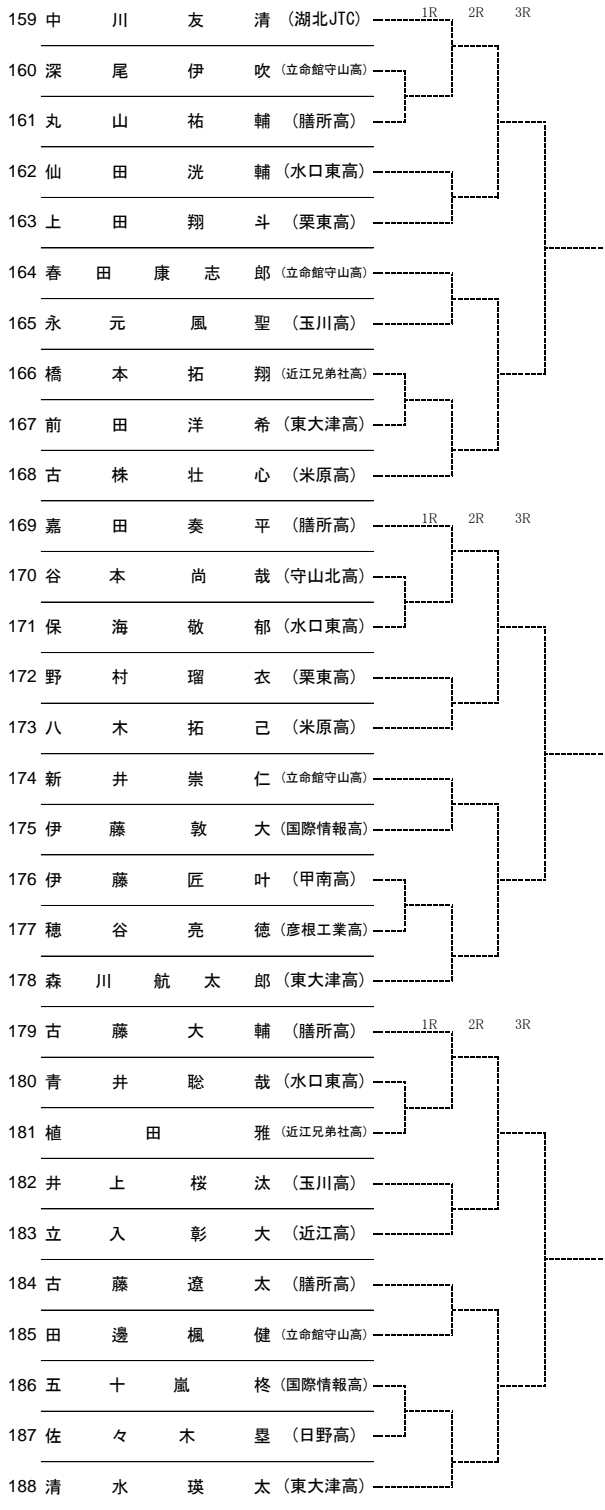 159 中川友清 (湖北JTC) 1R 2R 3R
160 深尾伊吹 (立命館守山高)
161 丸山祐輔 (膳所高)
162 仙田洸輔 (水口東高)
163 上田翔斗 (栗東高)
164 春田康志郎 (立命館守山高)
165 永元風聖 (玉川高)
166 橋本拓翔 (近江兄弟社高)
167 前田洋希 (東大津高)
168 古株壮心 (米原高)
169 嘉田奏平 (膳所高) 1R 2R 3R
170 谷本尚哉 (守山北高)
171 保海敬郁 (水口東高)
172 野村瑠衣 (栗東高)
173 八木拓己 (米原高)
174 新井崇仁 (立命館守山高)
175 伊藤敦大 (国際情報高)
176 伊藤匠叶 (甲南高)
177 穂谷亮徳 (彦根工業高)
178 森川航太郎 (東大津高)
179 古藤大輔 (膳所高) 1R 2R 3R
180 青井聡哉 (水口東高)
181 植田雅 (近江兄弟社高)
182 井上桜汰 (玉川高)
183 立入彰大 (近江高)
184 古藤遼太 (膳所高)
185 田邊楓健 (立命館守山高)
186 五十嵐柊 (国際情報高)
187 佐々木塁 (日野高)
188 清水瑛太 (東大津高)